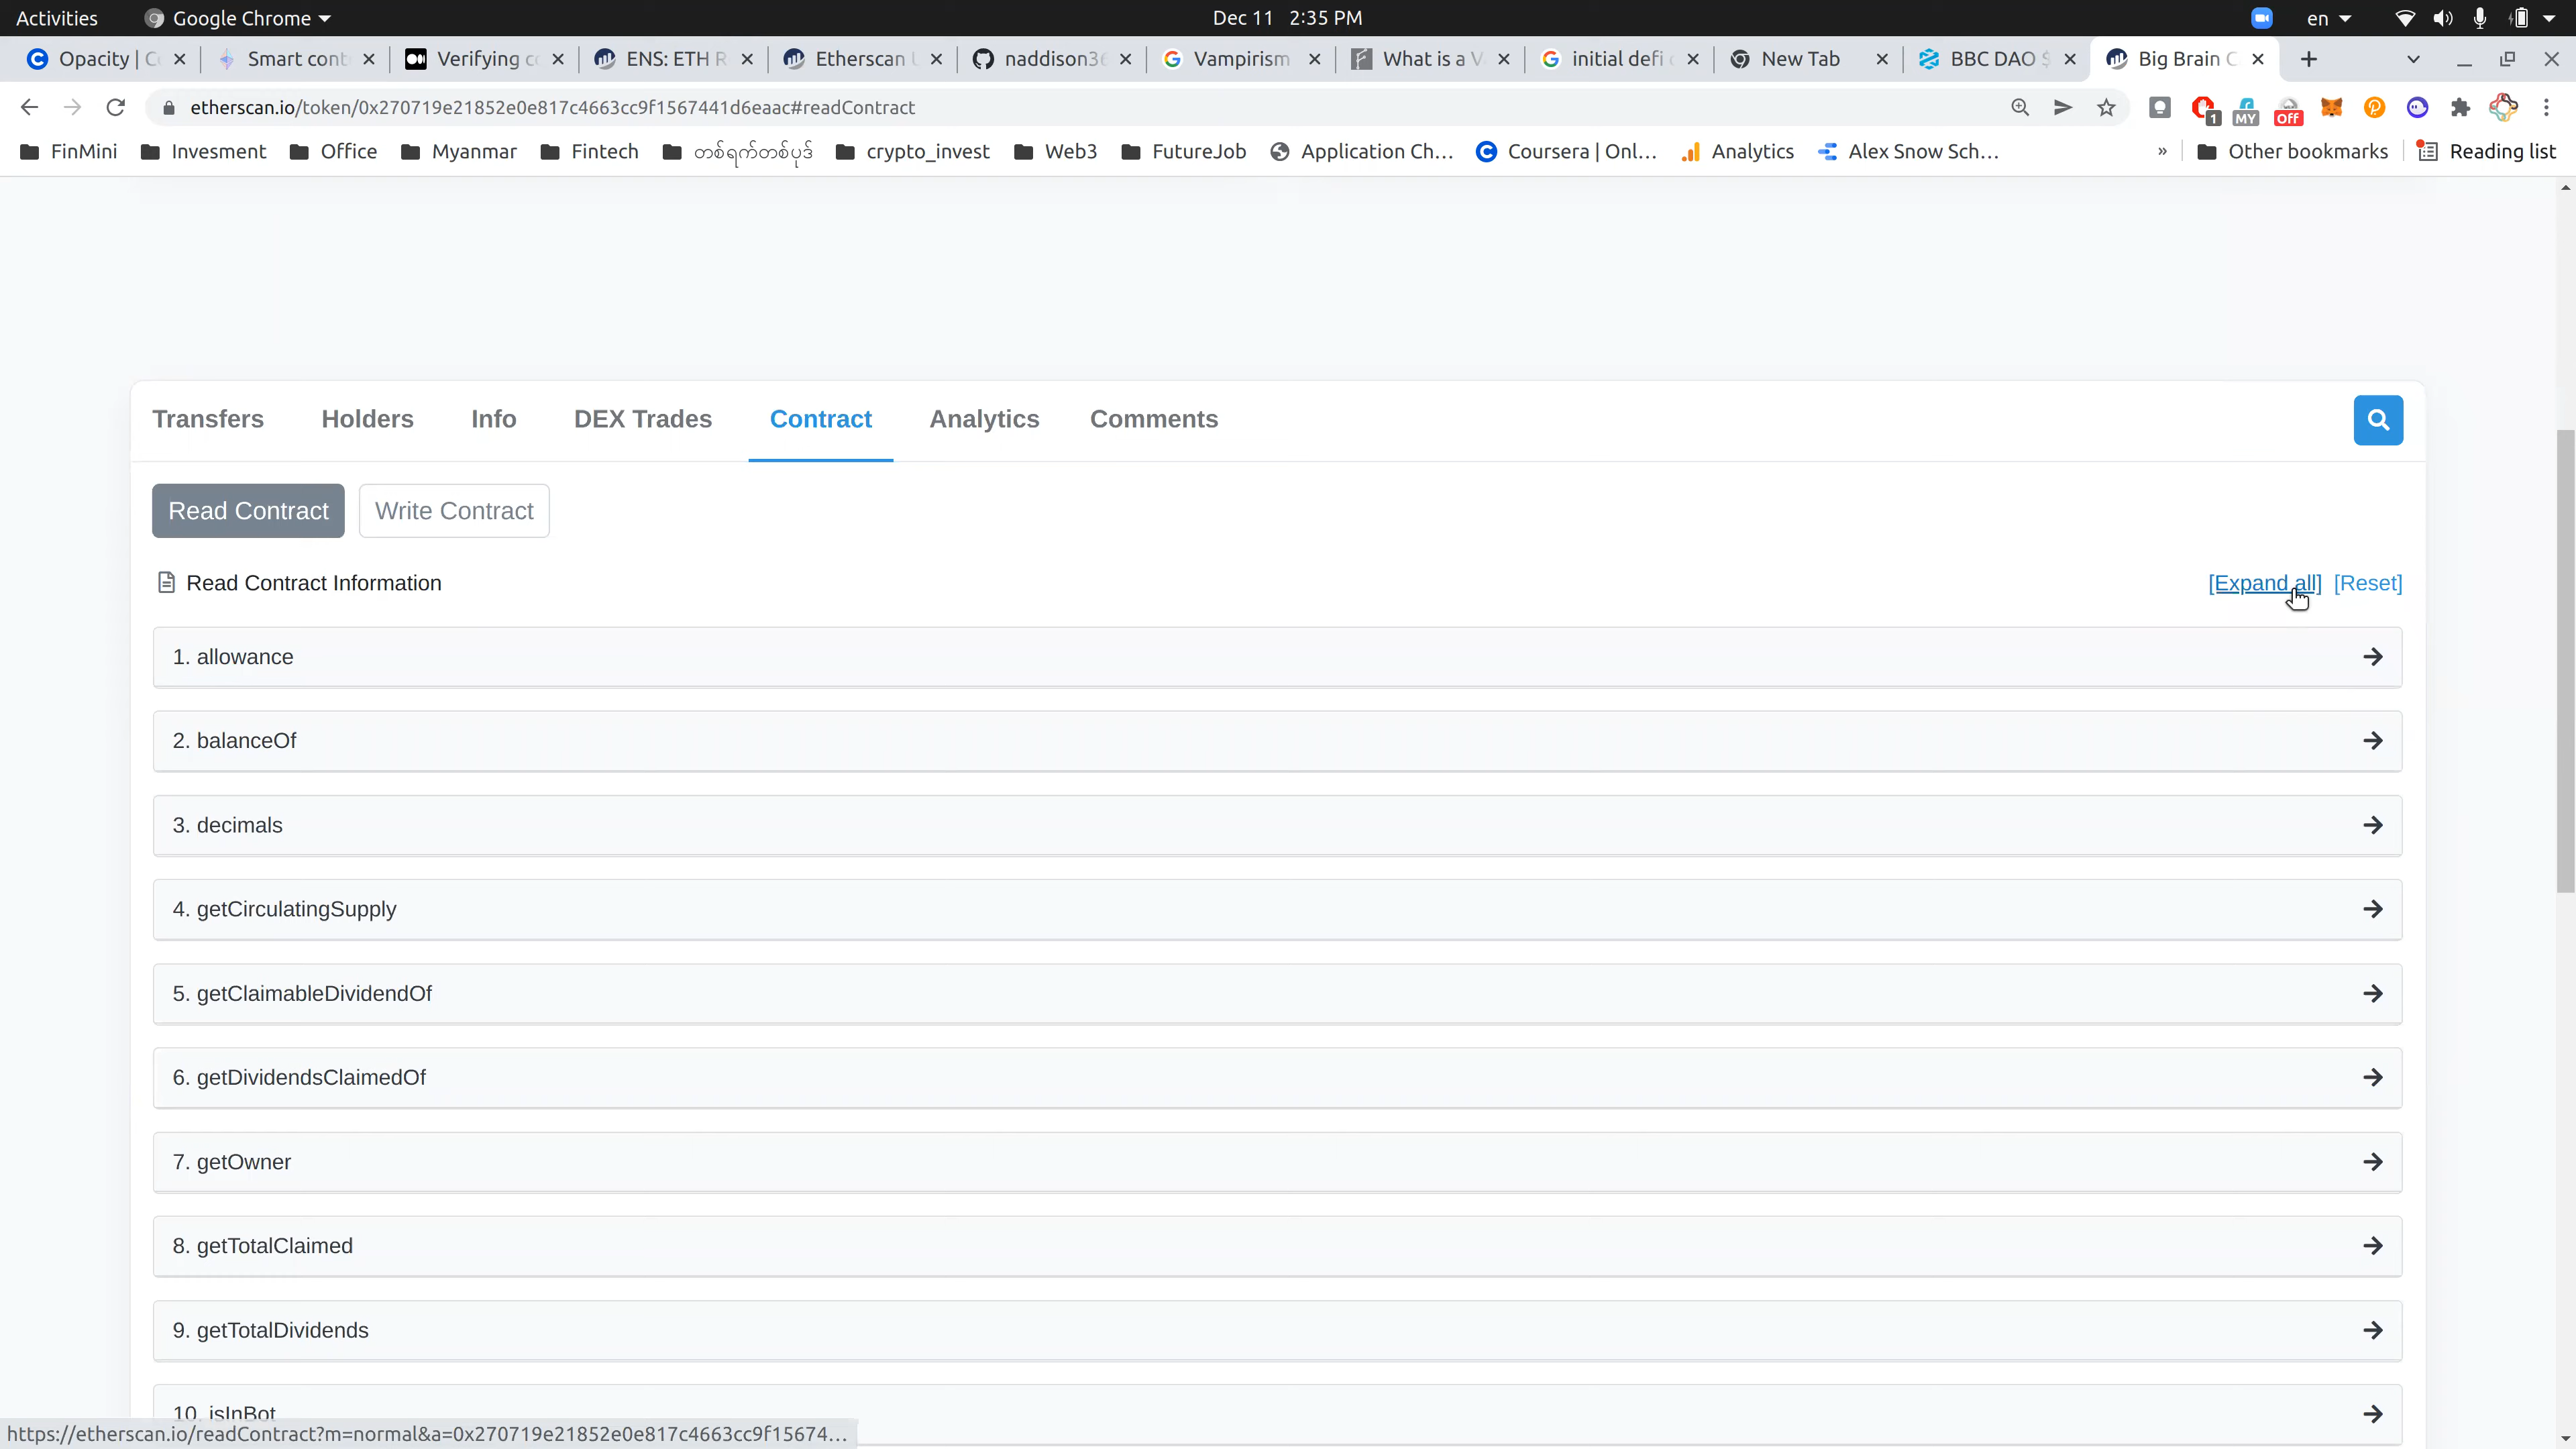 Activities Google Chrome Dec 11 2:35 PM en
Opacity | C Smart cont Verifying c ENS: ETH R Etherscan naddison36 Vampirism What is a V initial defi New Tab BBC DAO $ Big Brain C
etherscan.io/token/0x270719e21852e0e817c4663cc9f1567441d6eaac#readContract 1 MY Off
FinMini Invesment Office Myanmar Fintech တစ်ရက်တစ်ပုဒ် crypto_invest Web3 FutureJob Application Ch... Coursera | Onl... Analytics Alex Snow Sch... » Other bookmarks Reading list
Transfers Holders Info DEX Trades Contract Analytics Comments
Read Contract Write Contract
Read Contract Information [Expand all] [Reset]
1. allowance
2. balanceOf
3. decimals
4. getCirculatingSupply
5. getClaimableDividendOf
6. getDividendsClaimedOf
7. getOwner
8. getTotalClaimed
9. getTotalDividends
10. isInBot
https://etherscan.io/readContract?m=normal&a=0x270719e21852e0e817c4663cc9f15674...